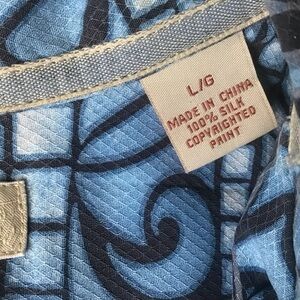 L/G
MADE IN CHINA
100% SILK
COPYRIGHTED
PRINT